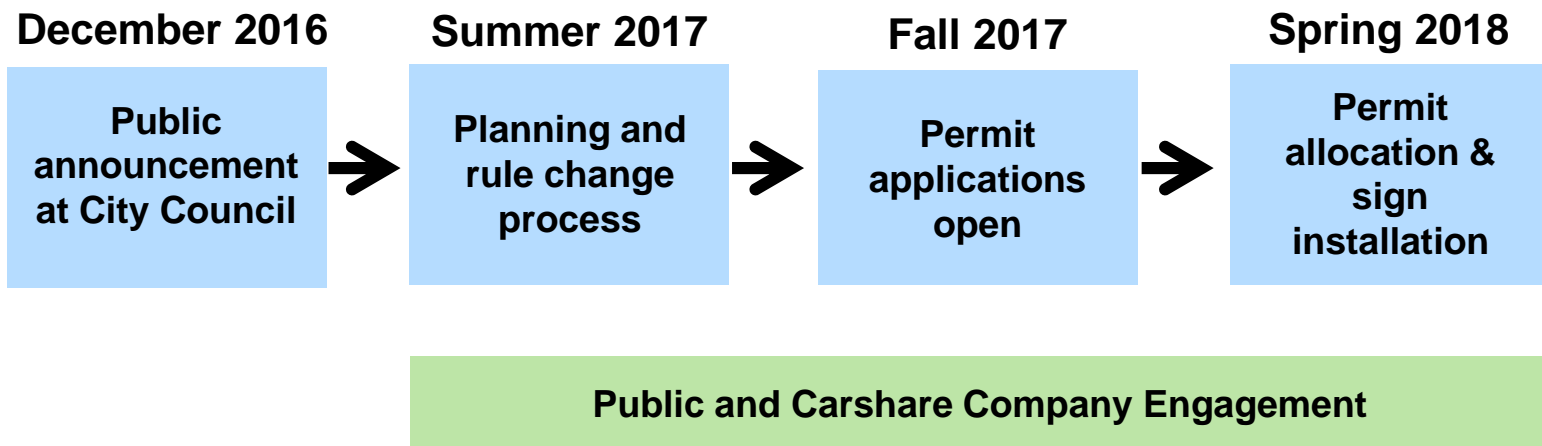 December 2016
Summer 2017
Fall 2017
Spring 2018
Public
announcement
at City Council
Planning and
rule change
process
Permit
applications
open
Permit
allocation &
sign
installation
Public and Carshare Company Engagement